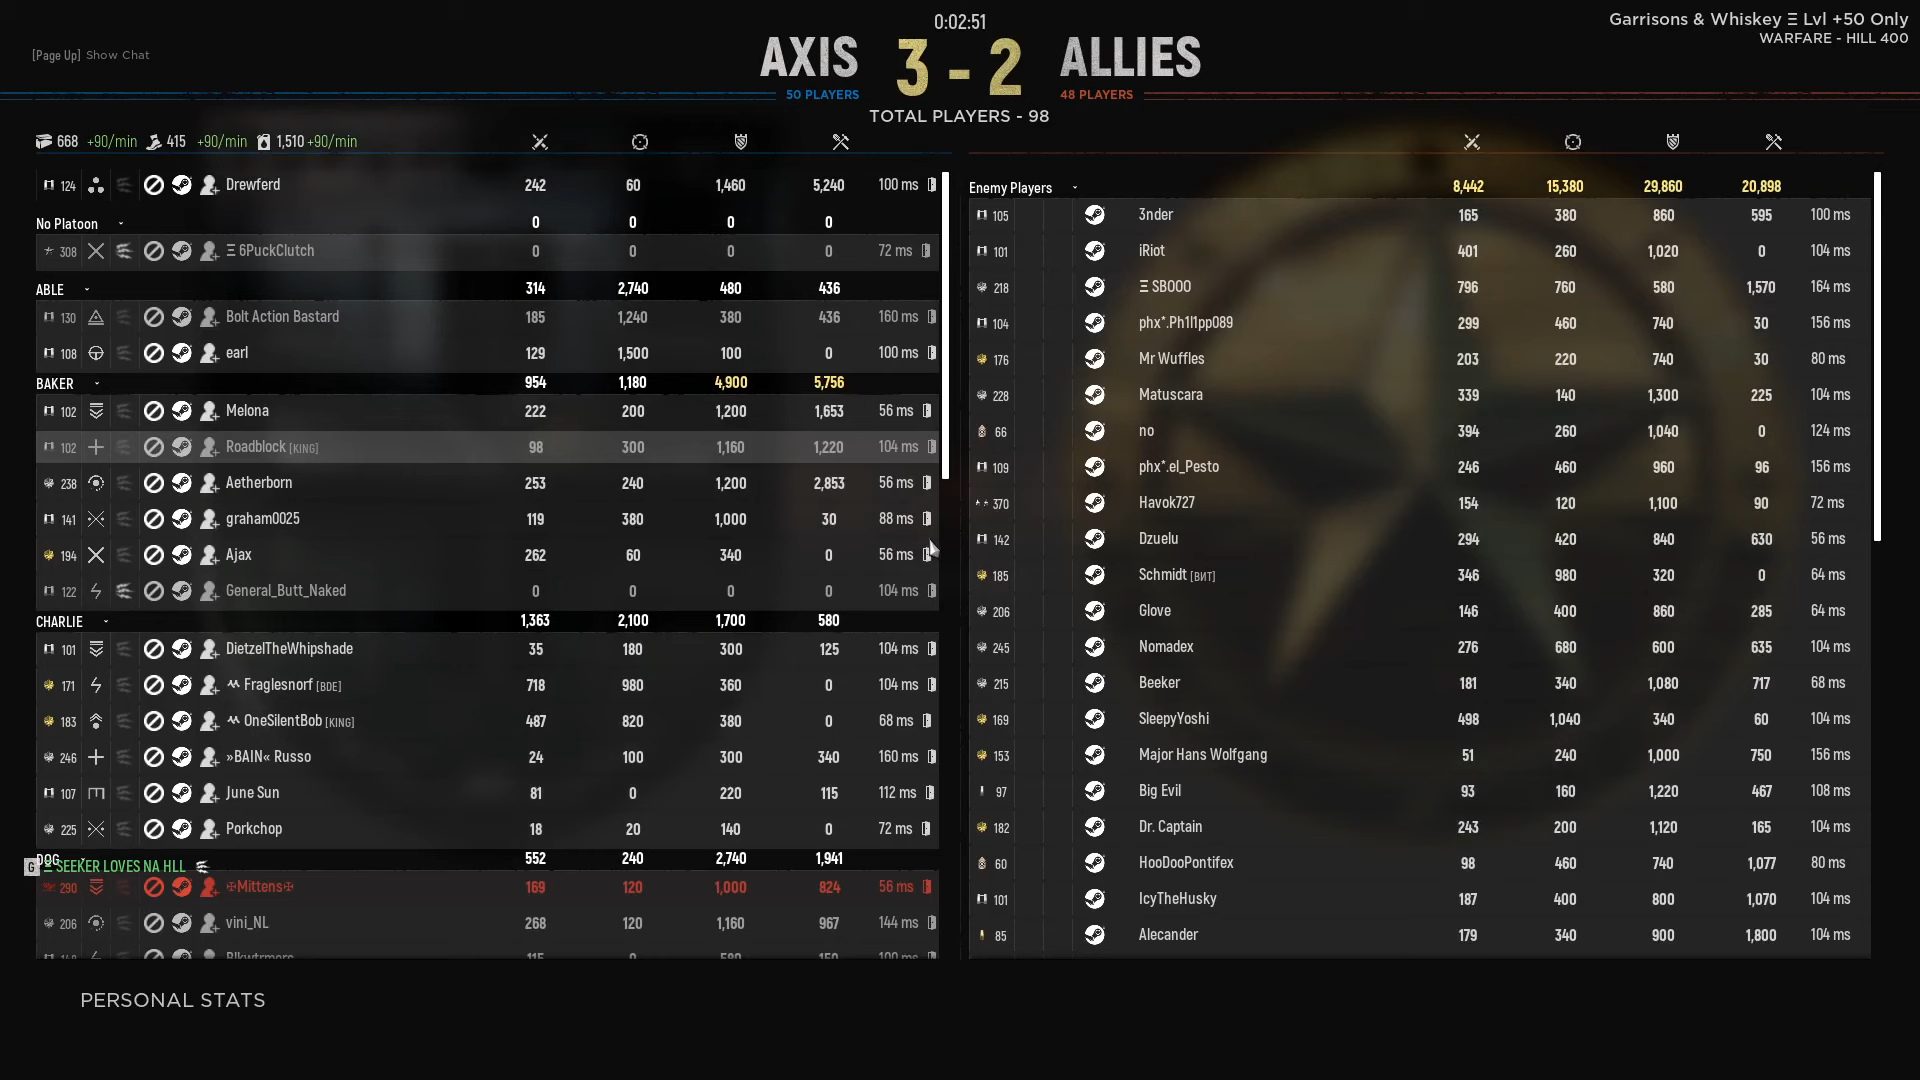 0:02:51
Garrisons & Whiskey Ξ Lvl +50 Only
WARFARE - HILL 400
[Page Up] Show Chat
AXIS 3 - 2 ALLIES
50 PLAYERS 48 PLAYERS
TOTAL PLAYERS - 98
668 +90/min 415 +90/min 1,510 +90/min
124 Drewferd 242 60 1,460 5,240 100 ms
No Platoon 0 0 0 0
308 Ξ 6PuckClutch 0 0 0 0 72 ms
ABLE 314 2,740 480 436
130 Bolt Action Bastard 185 1,240 380 436 160 ms
108 earl 129 1,500 100 0 100 ms
BAKER 954 1,180 4,900 5,756
102 Melona 222 200 1,200 1,653 56 ms
102 Roadblock [KING] 98 300 1,160 1,220 104 ms
238 Aetherborn 253 240 1,200 2,853 56 ms
141 graham0025 119 380 1,000 30 88 ms
194 Ajax 262 60 340 0 56 ms
122 General_Butt_Naked 0 0 0 0 104 ms
CHARLIE 1,363 2,100 1,700 580
101 DietzelTheWhipshade 35 180 300 125 104 ms
171 Fraglesnorf [BDE] 718 980 360 0 104 ms
183 OneSilentBob [KING] 487 820 380 0 68 ms
246 »BAIN« Russo 24 100 300 340 160 ms
107 June Sun 81 0 220 115 112 ms
225 Porkchop 18 20 140 0 72 ms
DOG 552 240 2,740 1,941
G Ξ SEEKER LOVES NA HLL
290 ✠Mittens✠ 169 120 1,000 824 56 ms
206 vini_NL 268 120 1,160 967 144 ms
Enemy Players 8,442 15,380 29,860 20,898
105 3nder 165 380 860 595 100 ms
101 iRiot 401 260 1,020 0 104 ms
218 Ξ SBOOO 796 760 580 1,570 164 ms
104 phx*.Ph1l1pp089 299 460 740 30 156 ms
176 Mr Wuffles 203 220 740 30 80 ms
228 Matuscara 339 140 1,300 225 104 ms
66 no 394 260 1,040 0 124 ms
109 phx*.el_Pesto 246 460 960 96 156 ms
370 Havok727 154 120 1,100 90 72 ms
142 Dzuelu 294 420 840 630 56 ms
185 Schmidt [ВИТ] 346 980 320 0 64 ms
206 Glove 146 400 860 285 64 ms
245 Nomadex 276 680 600 635 104 ms
215 Beeker 181 340 1,080 717 68 ms
169 SleepyYoshi 498 1,040 340 60 104 ms
153 Major Hans Wolfgang 51 240 1,000 750 156 ms
97 Big Evil 93 160 1,220 467 108 ms
182 Dr. Captain 243 200 1,120 165 104 ms
60 HooDooPontifex 98 460 740 1,077 80 ms
101 IcyTheHusky 187 400 800 1,070 104 ms
85 Alecander 179 340 900 1,800 104 ms
PERSONAL STATS